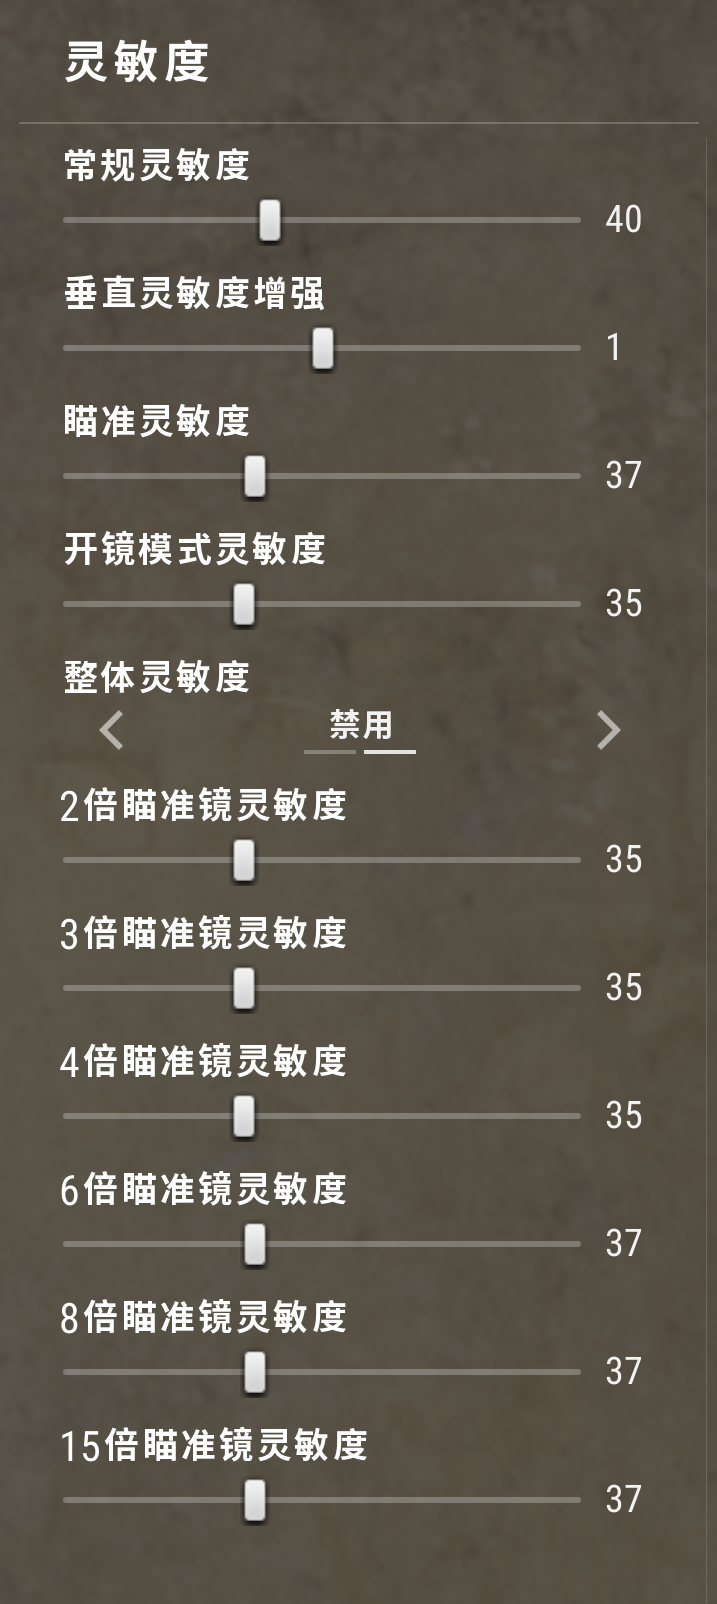 灵敏度
常规灵敏度
40
垂直灵敏度增强
1
瞄准灵敏度
37
开镜模式灵敏度
35
整体灵敏度
禁用
2倍瞄准镜灵敏度
35
3倍瞄准镜灵敏度
35
4倍瞄准镜灵敏度
35
6倍瞄准镜灵敏度
37
8倍瞄准镜灵敏度
37
15倍瞄准镜灵敏度
37